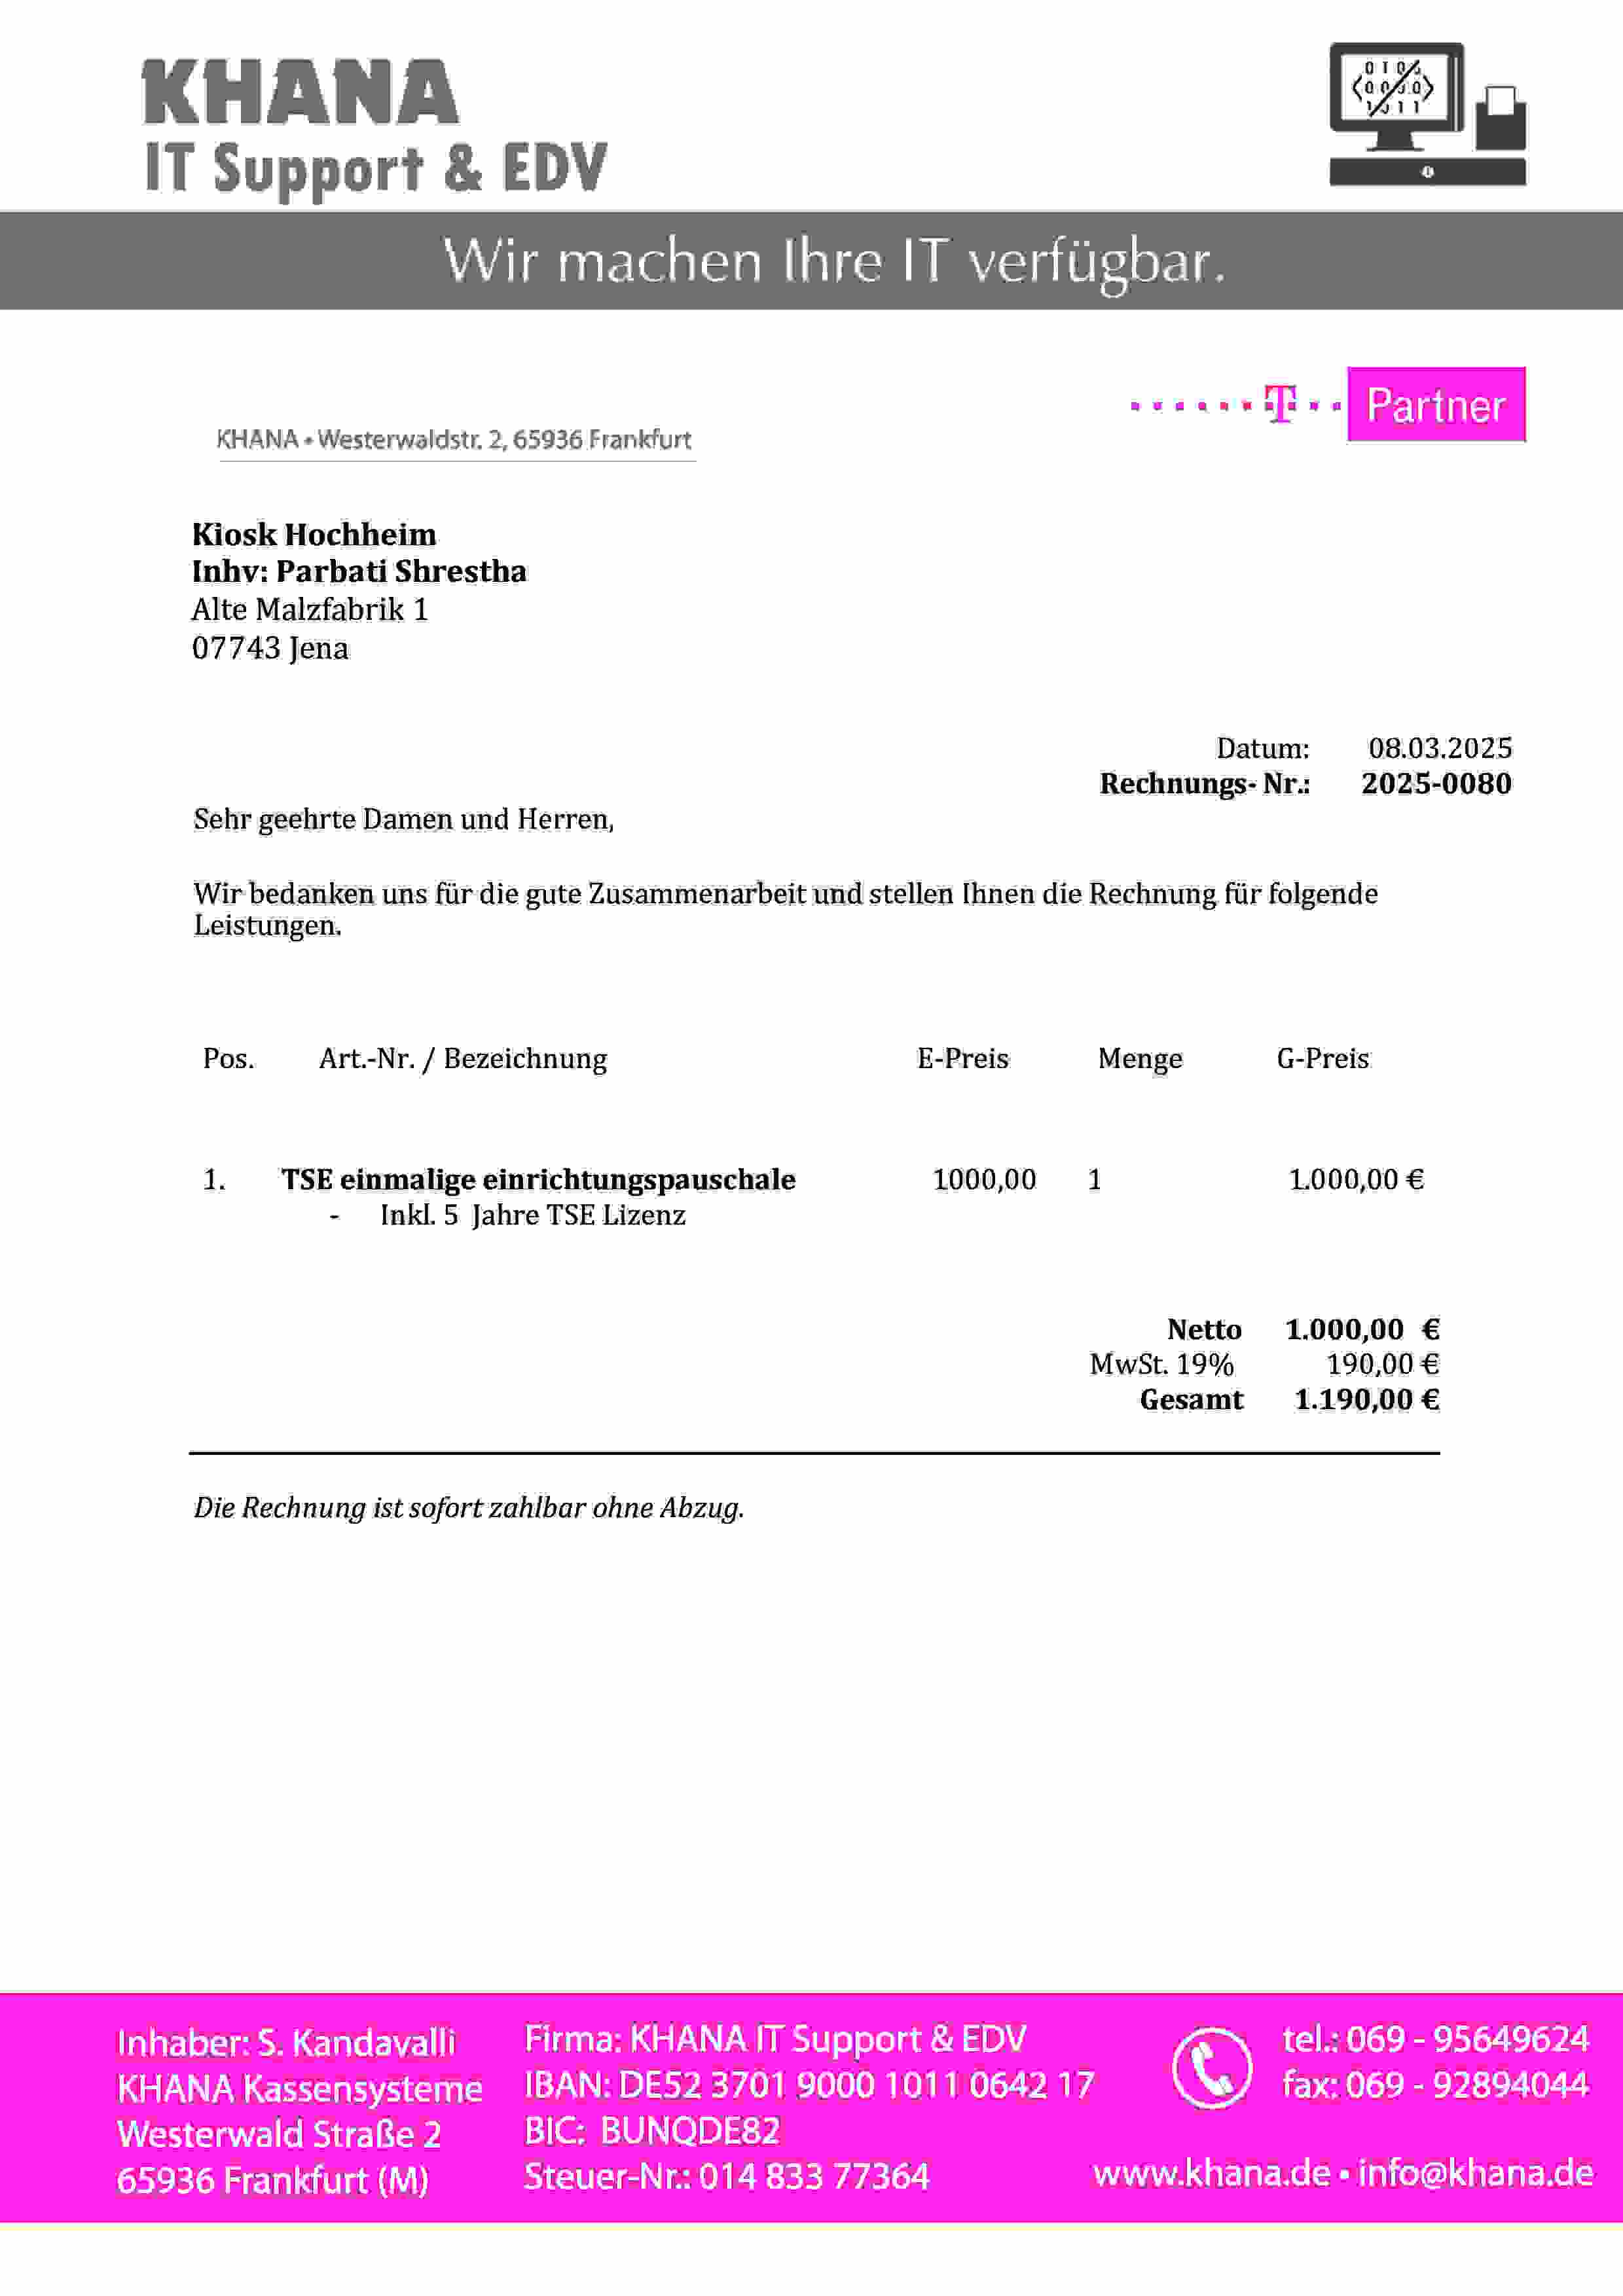 KHANA
IT Support & EDV
Wir machen Ihre IT verfügbar.
T Partner
KHANA • Westerwaldstr. 2, 65936 Frankfurt
Kiosk Hochheim
Inhv: Parbati Shrestha
Alte Malzfabrik 1
07743 Jena
Datum: 08.03.2025
Rechnungs- Nr.: 2025-0080
Sehr geehrte Damen und Herren,
Wir bedanken uns für die gute Zusammenarbeit und stellen Ihnen die Rechnung für folgende
Leistungen.
Pos. Art.-Nr. / Bezeichnung E-Preis Menge G-Preis
1. TSE einmalige einrichtungspauschale 1000,00 1 1.000,00 €
- Inkl. 5 Jahre TSE Lizenz
Netto 1.000,00 €
MwSt. 19% 190,00 €
Gesamt 1.190,00 €
Die Rechnung ist sofort zahlbar ohne Abzug.
Inhaber: S. Kandavalli
KHANA Kassensysteme
Westerwald Straße 2
65936 Frankfurt (M)
Firma: KHANA IT Support & EDV
IBAN: DE52 3701 9000 1011 0642 17
BIC: BUNQDE82
Steuer-Nr.: 014 833 77364
tel.: 069 - 95649624
fax: 069 - 92894044
www.khana.de • info@khana.de